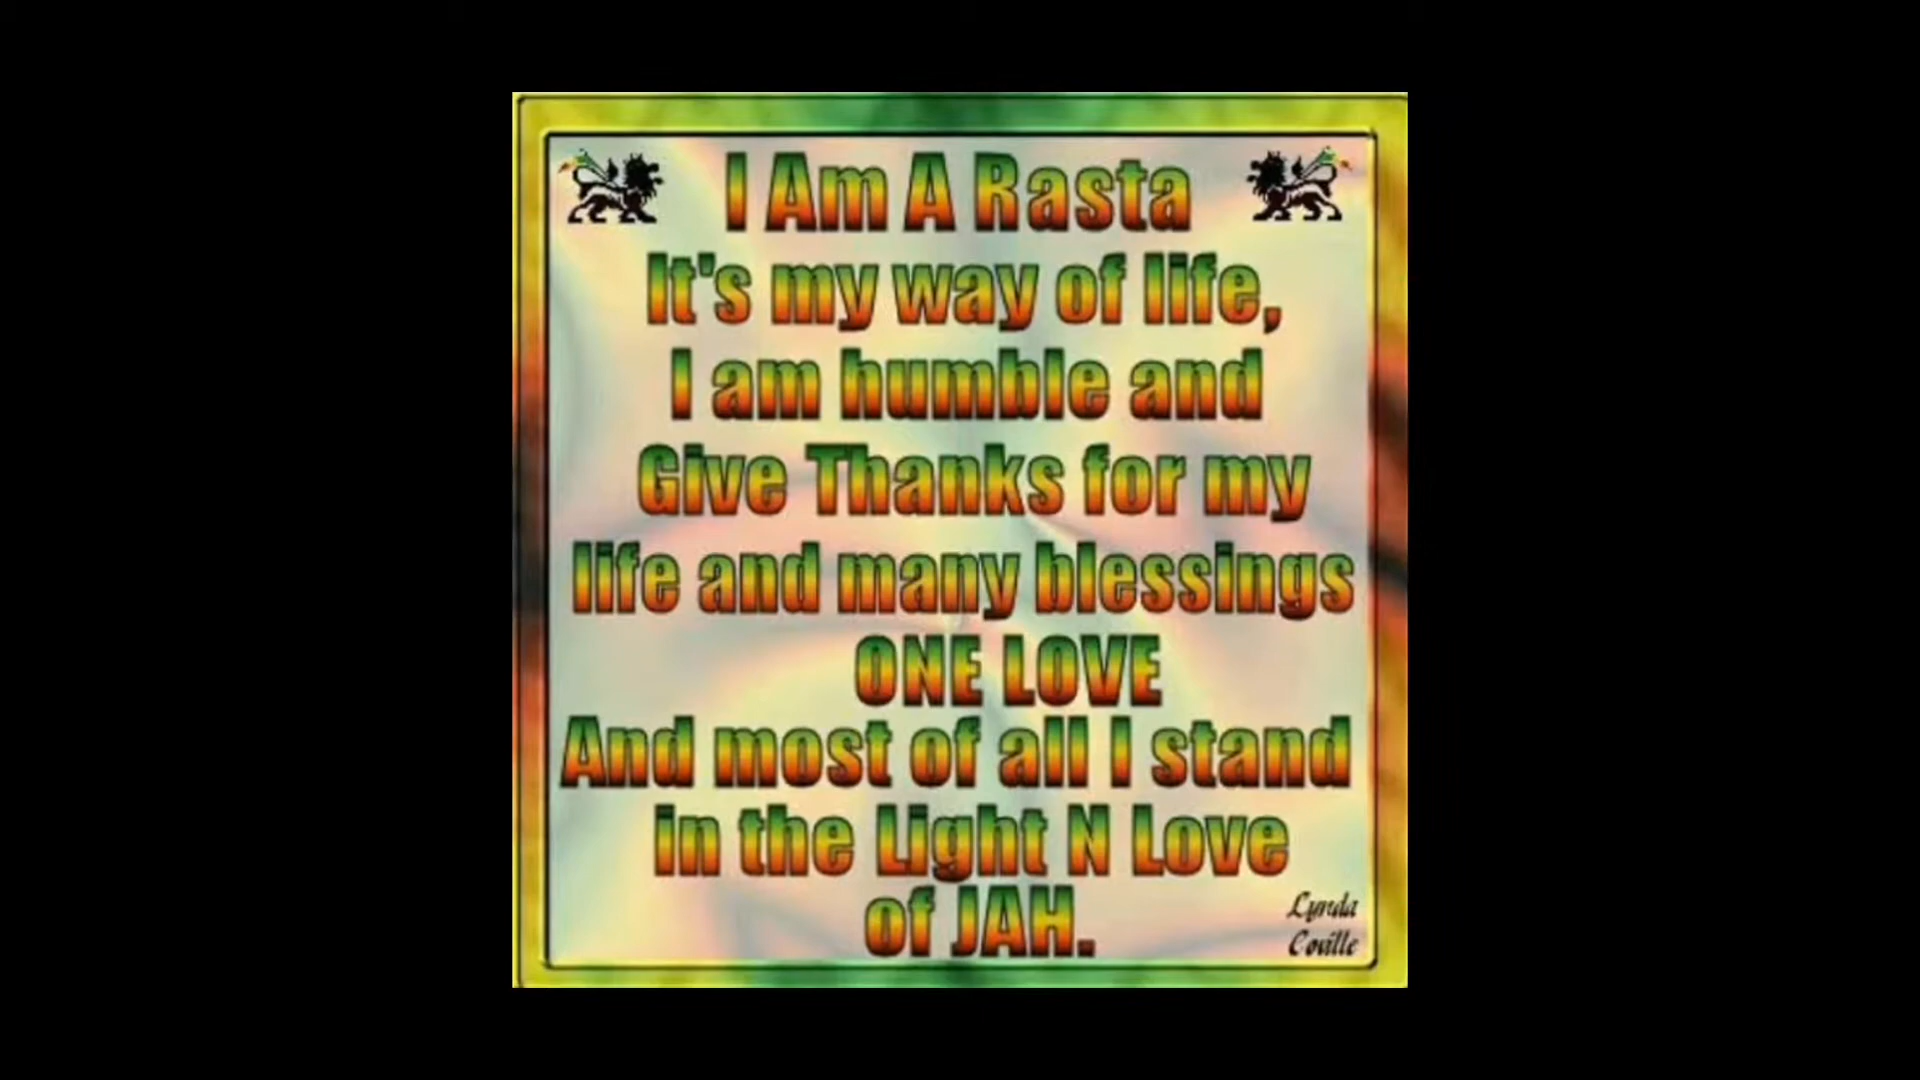 I Am A Rasta
It's my way of life,
I am humble and
Give Thanks for my
life and many blessings
ONE LOVE
And most of all I stand
in the Light N Love
of JAH.
Lynda
Coville